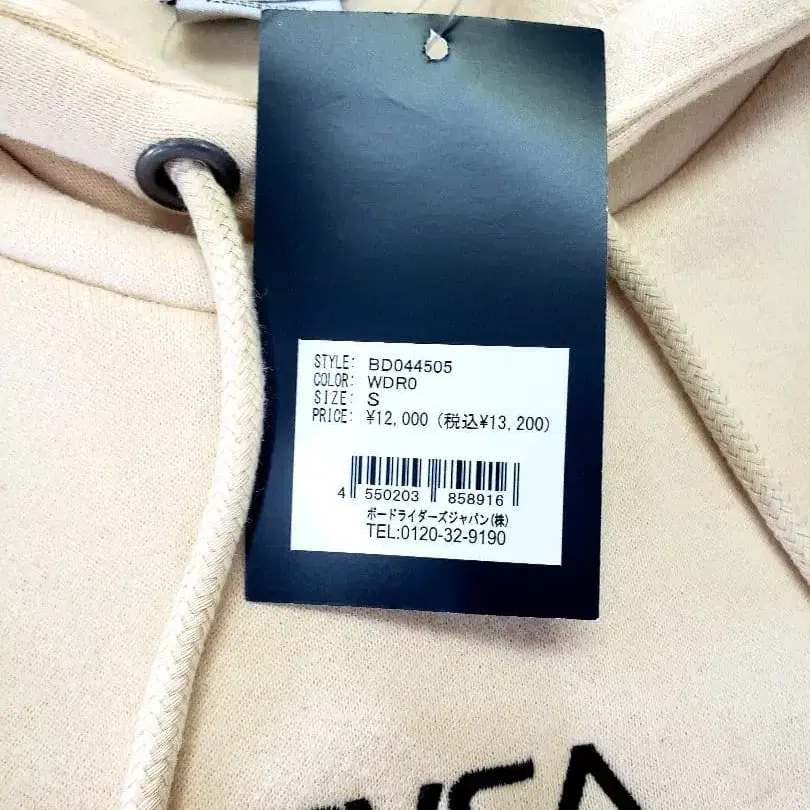 STYLE: BD044505
COLOR: WDR0
SIZE: S
PRICE: ¥12,000 (税込¥13,200)
4 550203 858916
ボードライダーズジャパン(株)
TEL:0120-32-9190